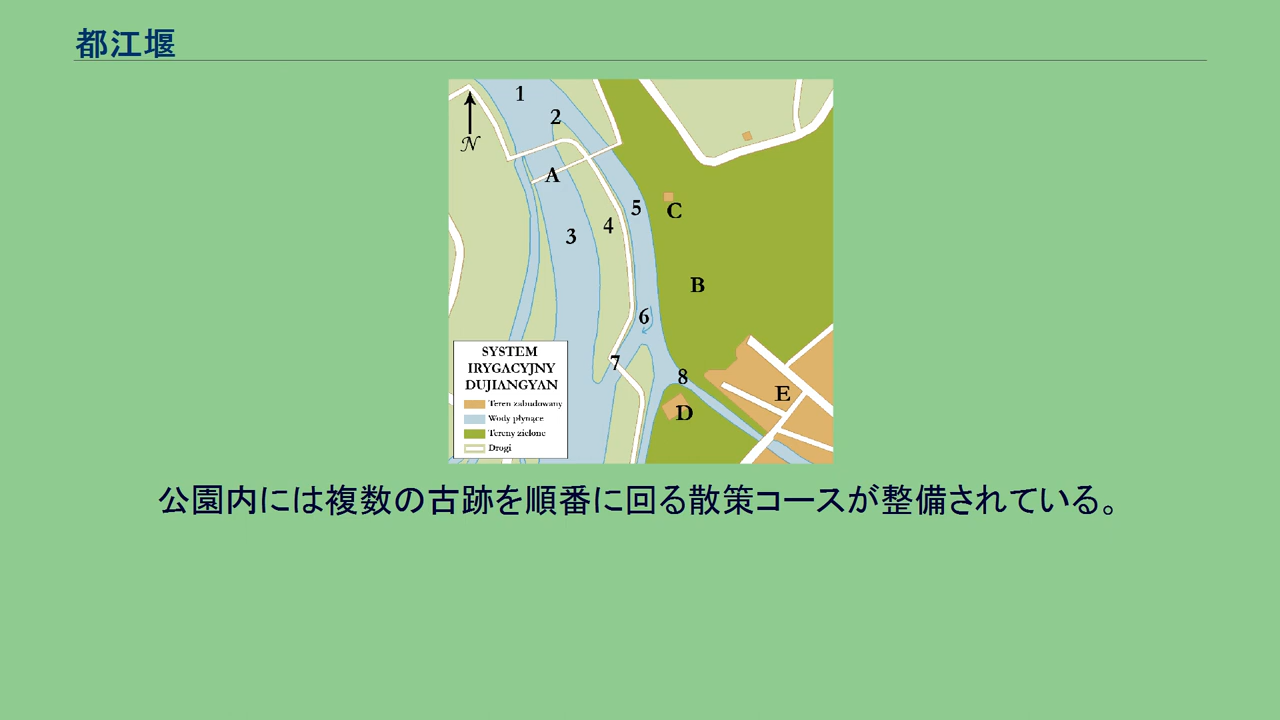 都江堰
1
2
N
A
5
C
4
3
B
6
7
8
E
D
SYSTEM
IRYGACYJNY
DUJIANGYAN
Teren zabudowany
Wody płynące
Tereny zielone
Drogi
公園内には複数の古跡を順番に回る散策コースが整備されている。